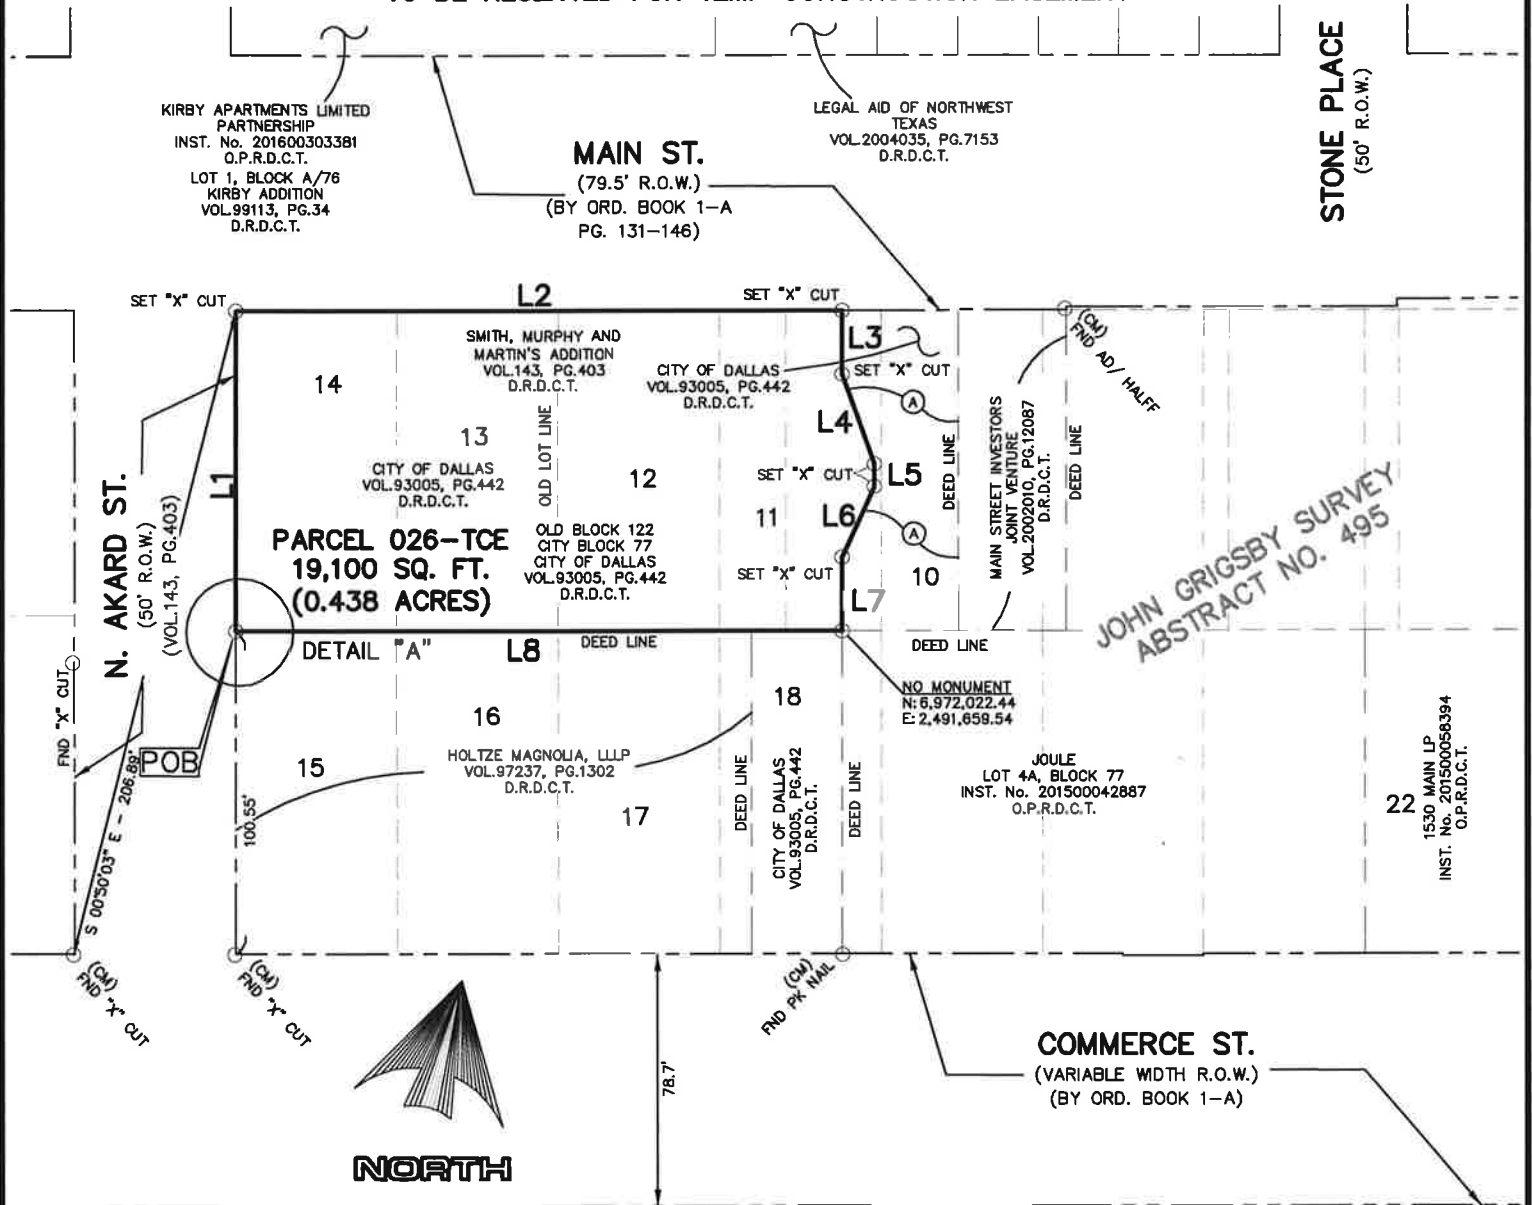 STONE PLACE
(50' R.O.W.)
KIRBY APARTMENTS LIMITED
PARTNERSHIP
INST. No. 201600303381
O.P.R.D.C.T.
LOT 1, BLOCK A/76
KIRBY ADDITION
VOL.99113, PG.34
D.R.D.C.T.
MAIN ST.
(79.5' R.O.W.)
(BY ORD. BOOK 1-A
PG. 131-146)
LEGAL AID OF NORTHWEST
TEXAS
VOL.2004035, PG.7153
D.R.D.C.T.
SET "X" CUT
L2
SET "X" CUT
L3
SET "X" CUT
(CM)
FND AD/ HALFF
14
SMITH, MURPHY AND
MARTIN'S ADDITION
VOL.143, PG.403
D.R.D.C.T.
CITY OF DALLAS
VOL.93005, PG.442
D.R.D.C.T.
A
L4
13
OLD LOT LINE
CITY OF DALLAS
VOL.93005, PG.442
D.R.D.C.T.
12
SET "X" CUT
L5
11
L6
A
SET "X" CUT
10
L7
DEED LINE
MAIN STREET INVESTORS
JOINT VENTURE
VOL.2002010, PG.12087
D.R.D.C.T.
DEED LINE
JOHN GRIGSBY SURVEY
ABSTRACT NO. 495
N. AKARD ST.
(50' R.O.W.)
(VOL.143, PG.403)
L1
PARCEL 026-TCE
19,100 SQ. FT.
(0.438 ACRES)
OLD BLOCK 122
CITY BLOCK 77
CITY OF DALLAS
VOL.93005, PG.442
D.R.D.C.T.
DETAIL "A"
L8
DEED LINE
DEED LINE
NO MONUMENT
N: 6,972,022.44
E: 2,491,659.54
FND "X" CUT
POB
S 00°50'03" E - 206.89'
100.55'
15
16
HOLTZE MAGNOLIA, LLLP
VOL.97237, PG.1302
D.R.D.C.T.
17
18
DEED LINE
CITY OF DALLAS
VOL.93005, PG.442
D.R.D.C.T.
DEED LINE
JOULE
LOT 4A, BLOCK 77
INST. No. 201500042887
O.P.R.D.C.T.
22
1530 MAIN LP
INST. No. 201500058394
O.P.R.D.C.T.
(CM)
FND "X" CUT
(CM)
FND "X" CUT
(CM)
FND PK NAIL
78.7'
COMMERCE ST.
(VARIABLE WIDTH R.O.W.)
(BY ORD. BOOK 1-A)
NORTH